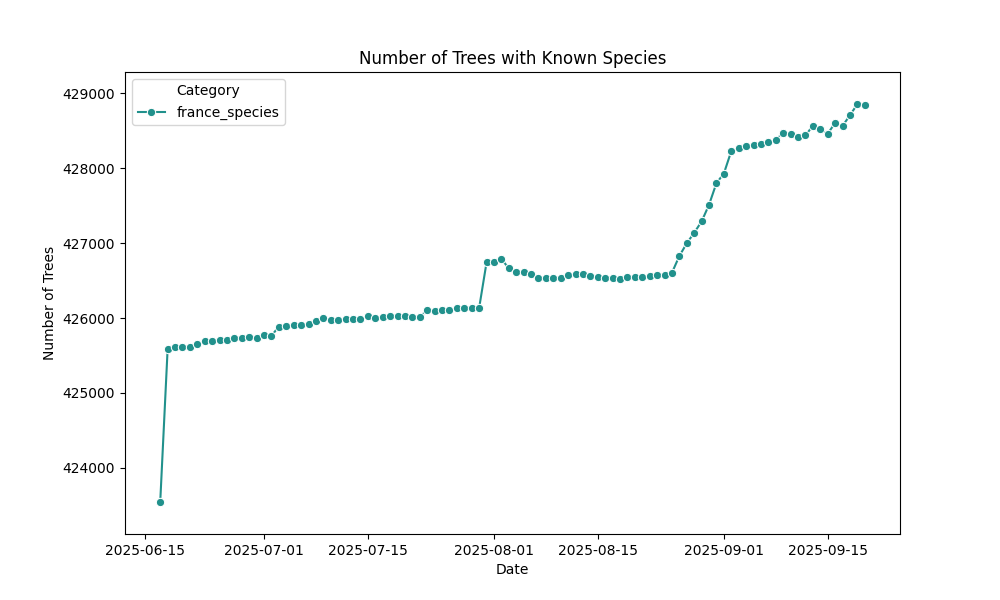 Number of Trees with Known Species
Category
france_species
429000
428000
427000
426000
425000
424000
Number of Trees
2025-06-15
2025-07-01
2025-07-15
2025-08-01
2025-08-15
2025-09-01
2025-09-15
Date